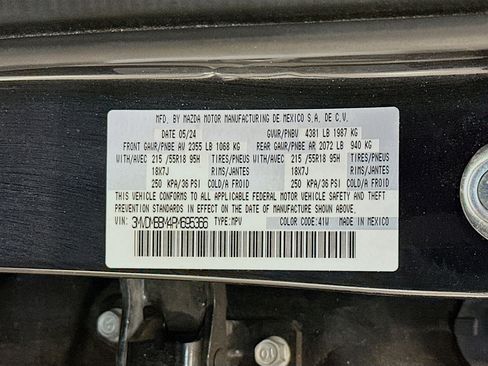 MFD. BY MAZDA MOTOR MANUFACTURING DE MEXICO S.A. DE C.V.
DATE 05/24 GVWR/PNBV 4381 LB 1987 KG
FRONT GAWR/PNBE AV 2355 LB 1068 KG REAR GAWR/PNBE AR 2072 LB 940 KG
WITH/AVEC 215/55R18 95H TIRES/PNEU WITH/AVEC 215/55R18 95H TIRES/PNEU
18X7J RIMS/JANTES 18X7J RIMS/JANTES
250 KPA/36 PSI COLD/A FROID 250 KPA/36 PSI COLD/A FROID
THIS VEHICLE CONFORMS TO ALL APPLICABLE FEDERAL MOTOR VEHICLE SAFETY AND THEFT
PREVENTION STANDARDS IN EFFECT ON THE DATE OF MANUFACTURE SHOWN ABOVE.
VIN: TYPE: MPV COLOR CODE: 41W MADE IN MEXICO